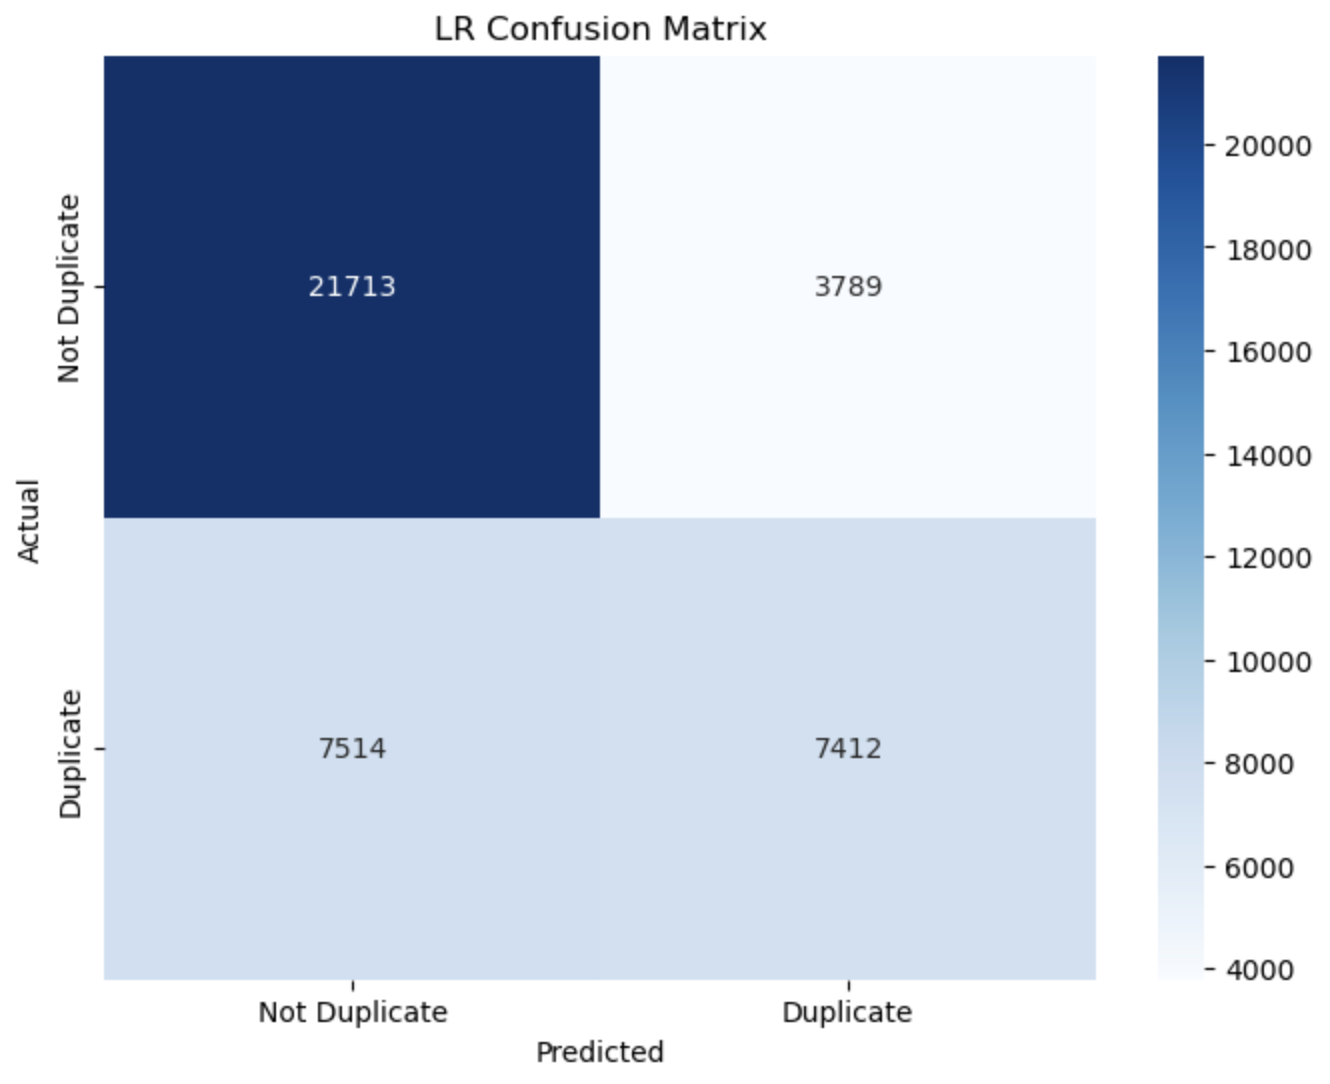 LR Confusion Matrix
Not Duplicate
21713
3789
Actual
Duplicate
7514
7412
Not Duplicate
Duplicate
Predicted
20000
18000
16000
14000
12000
10000
8000
6000
4000